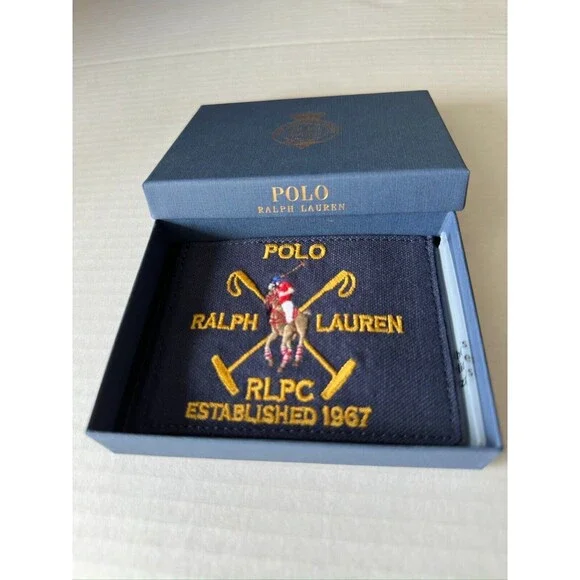 POLO
RALPH LAUREN
POLO
RALPH LAUREN
RLPC
ESTABLISHED 1967